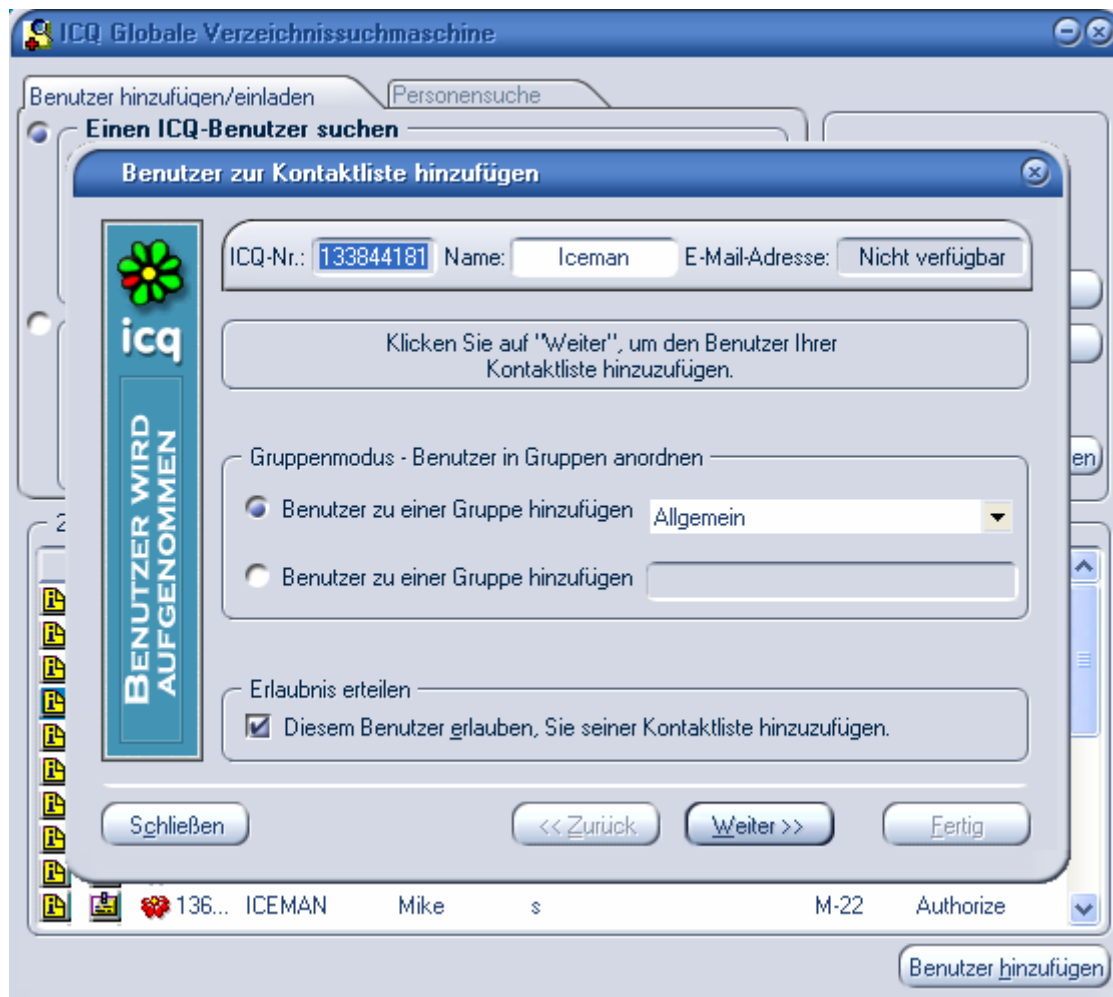 ICQ Globale Verzeichnissuchmaschine
Benutzer hinzufügen/einladen
Personensuche
Einen ICQ-Benutzer suchen
Benutzer zur Kontaktliste hinzufügen
ICQ-Nr.: 133844181 Name: Iceman E-Mail-Adresse: Nicht verfügbar
icq
BENUTZER WIRD
AUFGENOMMEN
Klicken Sie auf "Weiter", um den Benutzer Ihrer
Kontaktliste hinzuzufügen.
Gruppenmodus - Benutzer in Gruppen anordnen
Benutzer zu einer Gruppe hinzufügen Allgemein
Benutzer zu einer Gruppe hinzufügen
en
2
Erlaubnis erteilen
Diesem Benutzer erlauben, Sie seiner Kontaktliste hinzuzufügen.
Schließen << Zurück Weiter >> Fertig
136... ICEMAN Mike s M-22 Authorize
Benutzer hinzufügen